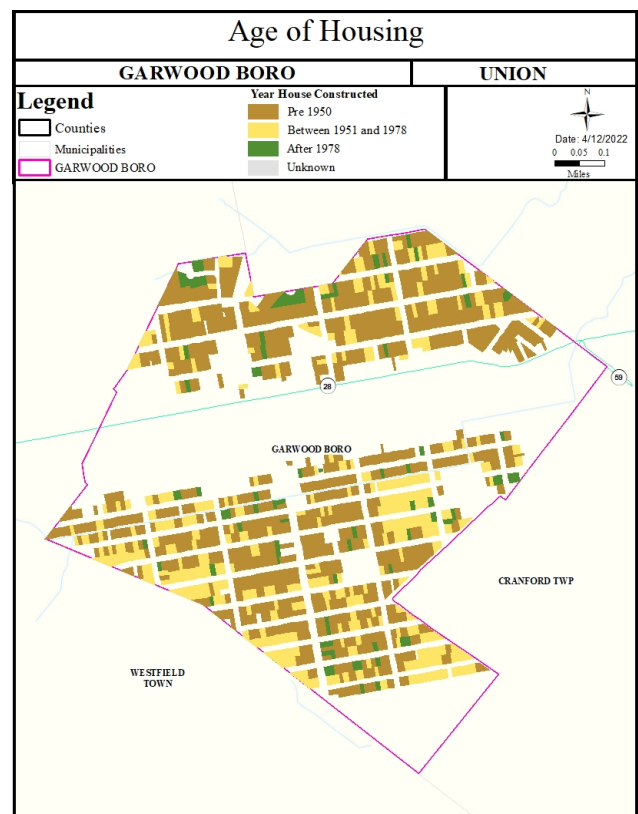 Age of Housing
GARWOOD BORO
UNION
Legend
Counties
Municipalities
GARWOOD BORO
Year House Constructed
Pre 1950
Between 1951 and 1978
After 1978
Unknown
N
Date: 4/12/2022
0 0.05 0.1
Miles
28
59
GARWOOD BORO
CRANFORD TWP
WESTFIELD
TOWN